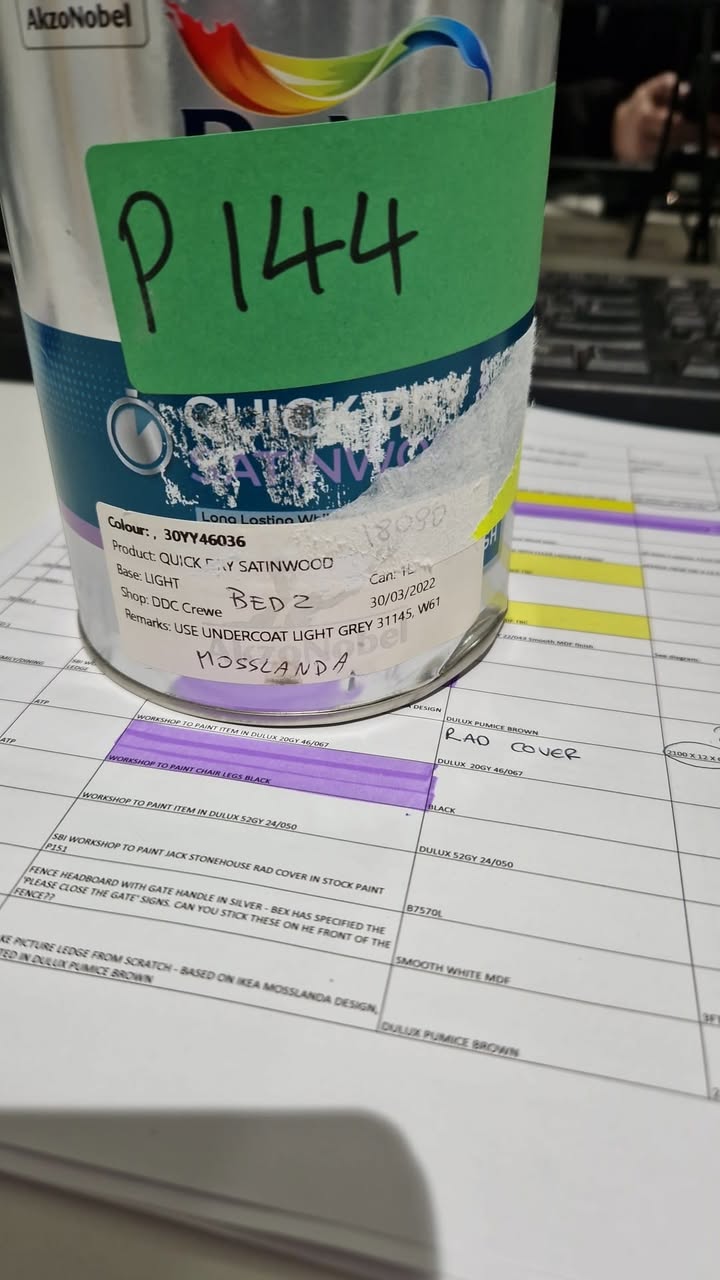 AkzoNobel
P 144
QUICK DRY
SATINWO
Long Lasting Whi
18090
Colour: , 30YY46036
Product: QUICK DRY SATINWOOD
Base: LIGHT
Can: 1L
Shop: DDC Crewe
BED 2
30/03/2022
Remarks: USE UNDERCOAT LIGHT GREY 31145, W61
AkzoNobel
MOSSLANDA
SH
22/043 Smooth MDF finish
See diagram.
LEDGE
DESIGN
DULUX PUMICE BROWN
ATP
WORKSHOP TO PAINT ITEM IN DULUX 20GY 46/067
RAD COVER
DULUX 20GY 46/067
2100 X 12 X
ATP
WORKSHOP TO PAINT CHAIR LEGS BLACK
BLACK
WORKSHOP TO PAINT ITEM IN DULUX 52GY 24/050
DULUX 52GY 24/050
SBI WORKSHOP TO PAINT JACK STONEHOUSE RAD COVER IN STOCK PAINT
P151
B7570L
FENCE HEADBOARD WITH GATE HANDLE IN SILVER - BEX HAS SPECIFIED THE
'PLEASE CLOSE THE GATE' SIGNS. CAN YOU STICK THESE ON HE FRONT OF THE
FENCE??
SMOOTH WHITE MDF
KE PICTURE LEDGE FROM SCRATCH - BASED ON IKEA MOSSLANDA DESIGN,
TED IN DULUX PUMICE BROWN
DULUX PUMICE BROWN